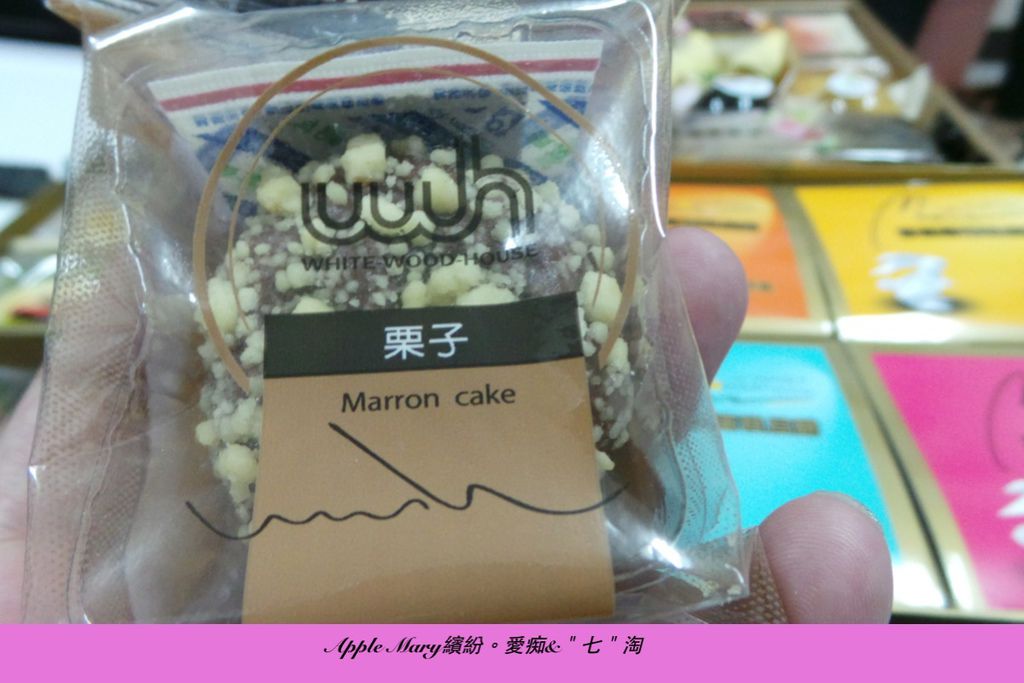 wwh
WHITE-WOOD-HOUSE
栗子
Marron cake
Apple Mary繽紛。愛痴&"七"淘